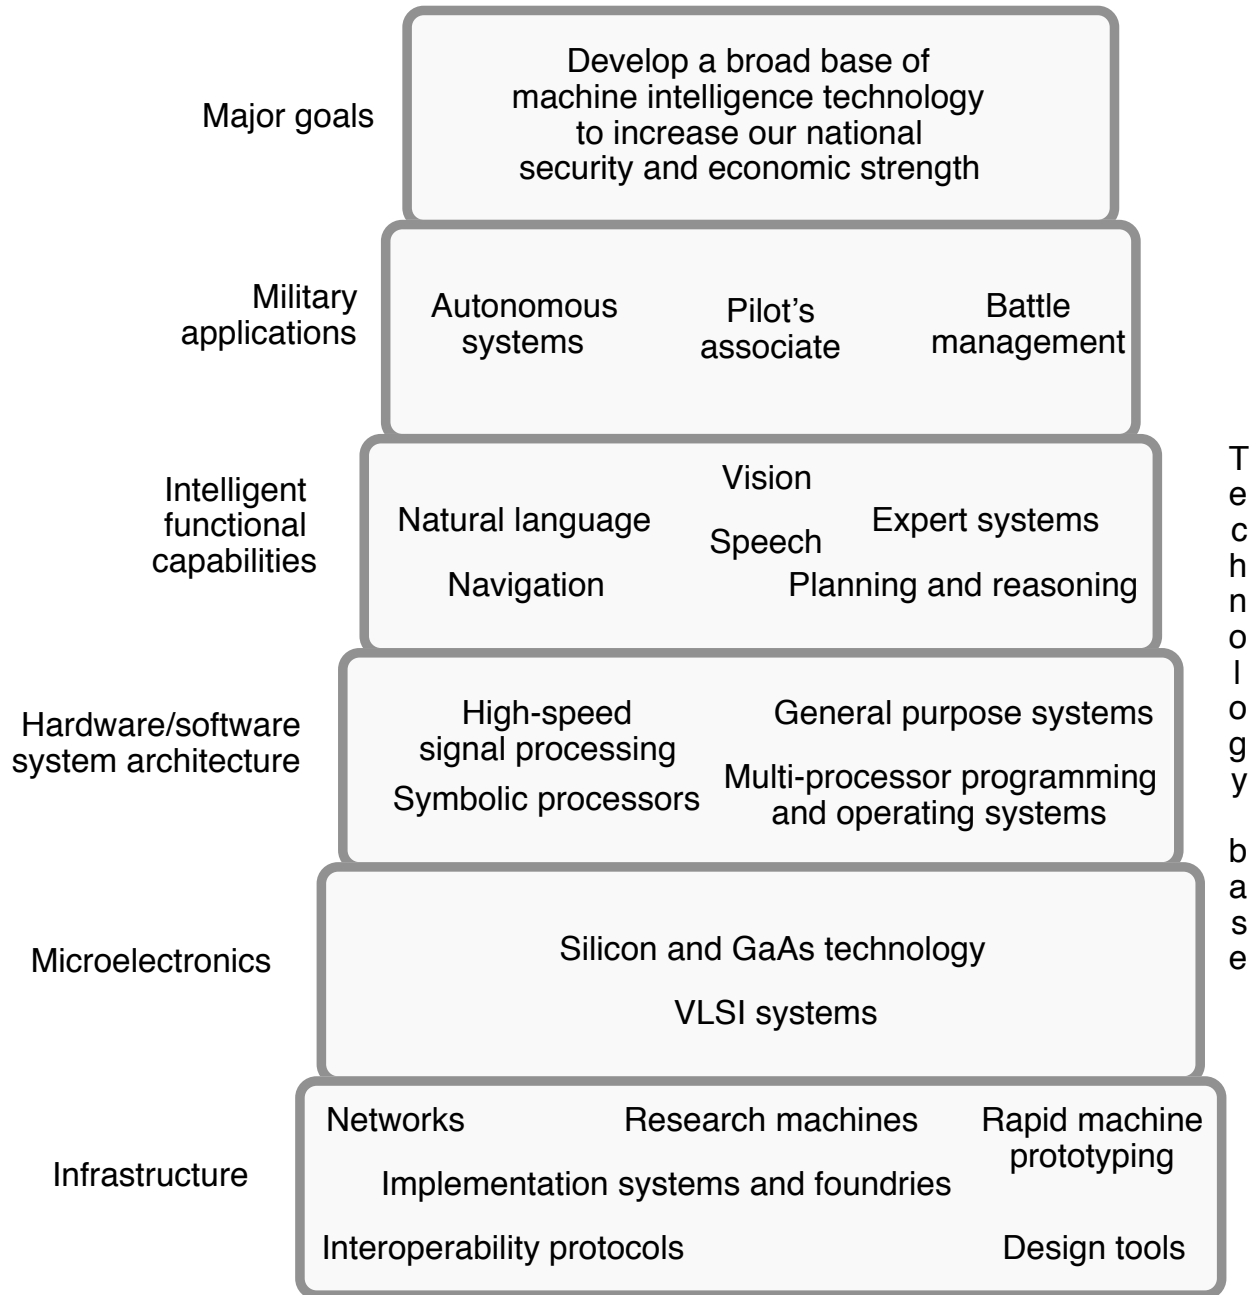 Major goals
Develop a broad base of
machine intelligence technology
to increase our national
security and economic strength
Military
applications
Autonomous
systems
Pilot’s
associate
Battle
management
Intelligent
functional
capabilities
Vision
Natural language
Expert systems
Speech
Navigation
Planning and reasoning
Hardware/software
system architecture
High-speed
signal processing
General purpose systems
Symbolic processors
Multi-processor programming
and operating systems
Microelectronics
Silicon and GaAs technology
VLSI systems
Infrastructure
Networks
Research machines
Rapid machine
prototyping
Implementation systems and foundries
Interoperability protocols
Design tools
Technology base